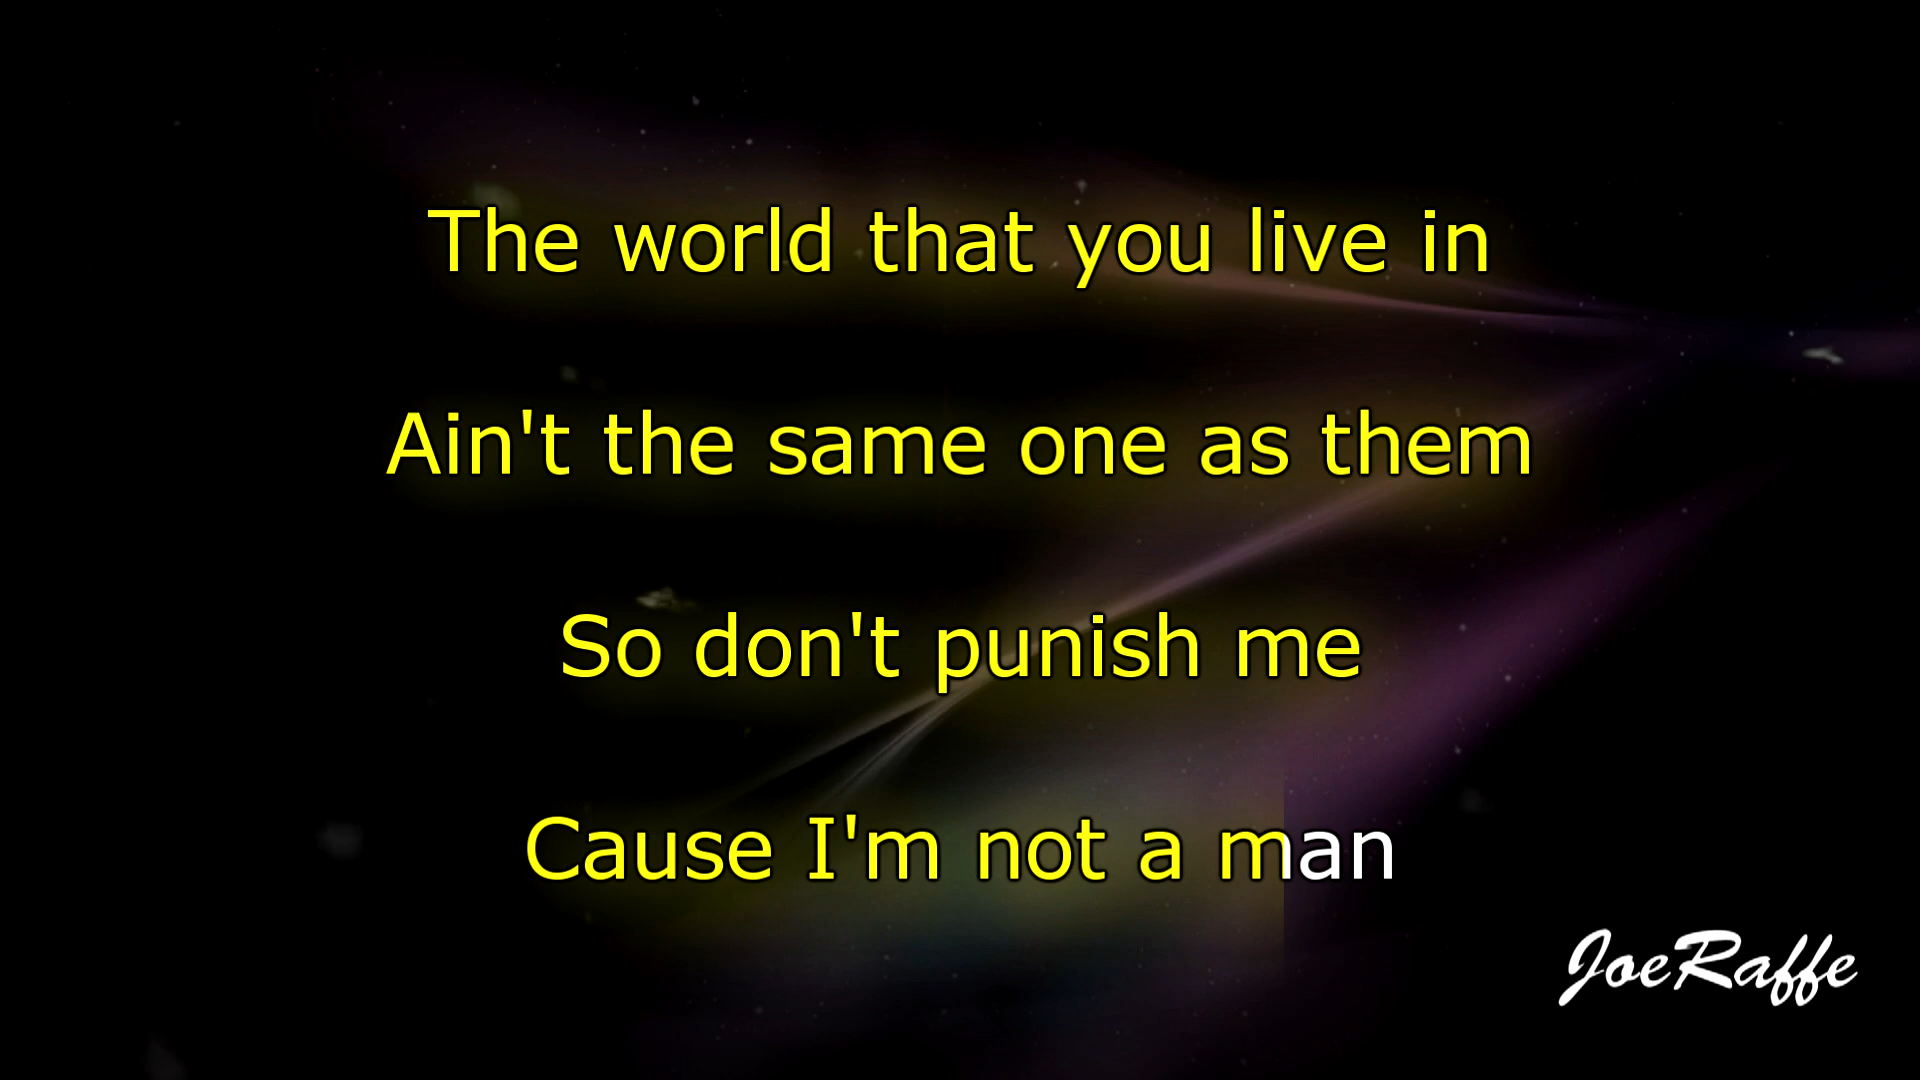 The world that you live in
Ain't the same one as them
So don't punish me
Cause I'm not a man
JoeRaffe